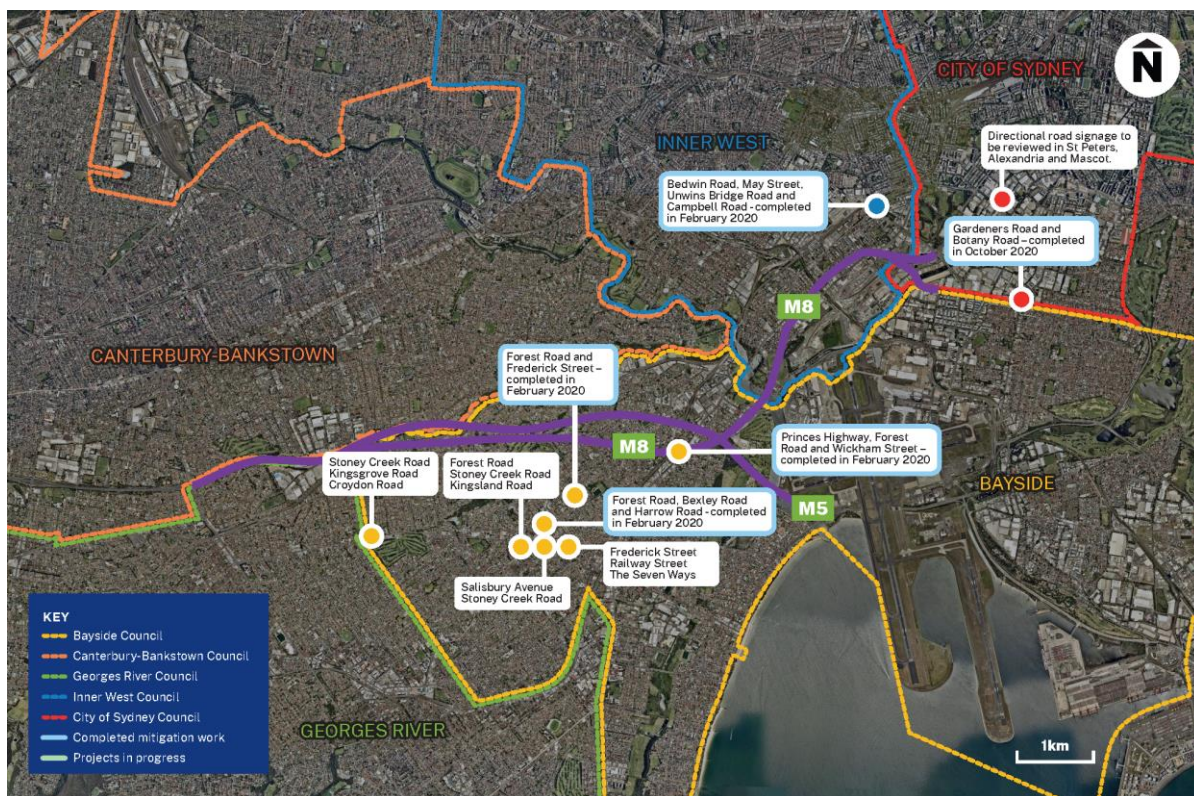 CITY OF SYDNEY
N
INNER WEST
Directional road signage to
be reviewed in St Peters,
Alexandria and Mascot.
Bedwin Road, May Street,
Unwins Bridge Road and
Campbell Road - completed
in February 2020
Gardeners Road and
Botany Road – completed
in October 2020
M8
CANTERBURY-BANKSTOWN
Forest Road and
Frederick Street –
completed in
February 2020
M8
Princes Highway, Forest
Road and Wickham Street –
completed in February 2020
Stoney Creek Road
Kingsgrove Road
Croydon Road
Forest Road
Stoney Creek Road
Kingsland Road
BAYSIDE
M5
Forest Road, Bexley Road
and Harrow Road - completed
in February 2020
Frederick Street
Railway Street
The Seven Ways
Salisbury Avenue
Stoney Creek Road
KEY
Bayside Council
Canterbury-Bankstown Council
Georges River Council
Inner West Council
City of Sydney Council
Completed mitigation work
Projects in progress
GEORGES RIVER
1km